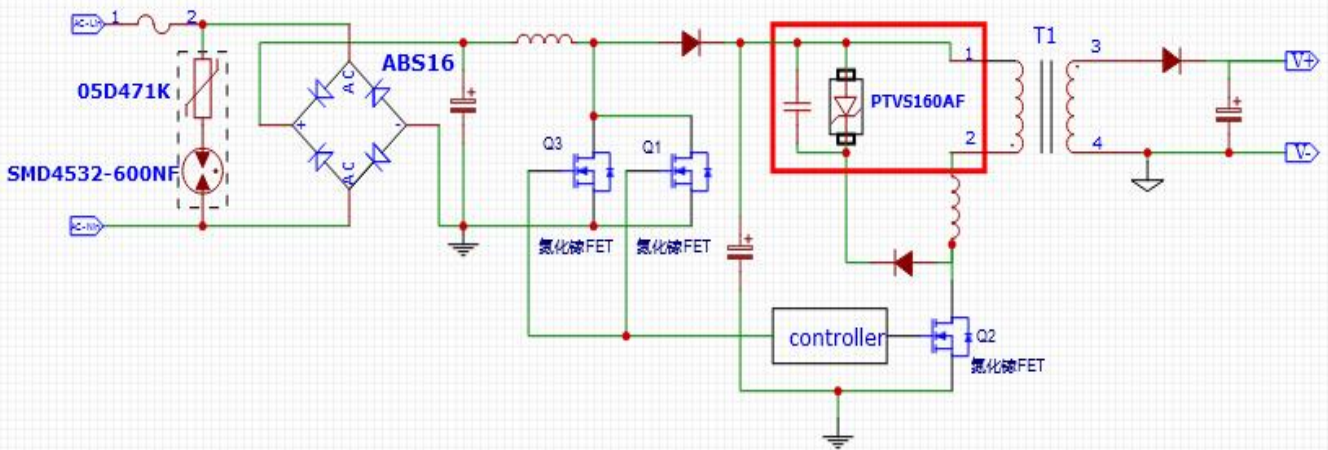 AC-Lin
1
2
05D471K
SMD4532-600NF
AC-Nin
ABS16
AC
+
-
AC
+
Q3
氮化镓FET
Q1
氮化镓FET
+
PTVS160AF
1
2
T1
3
4
+
V+
V-
controller
Q2
氮化镓FET